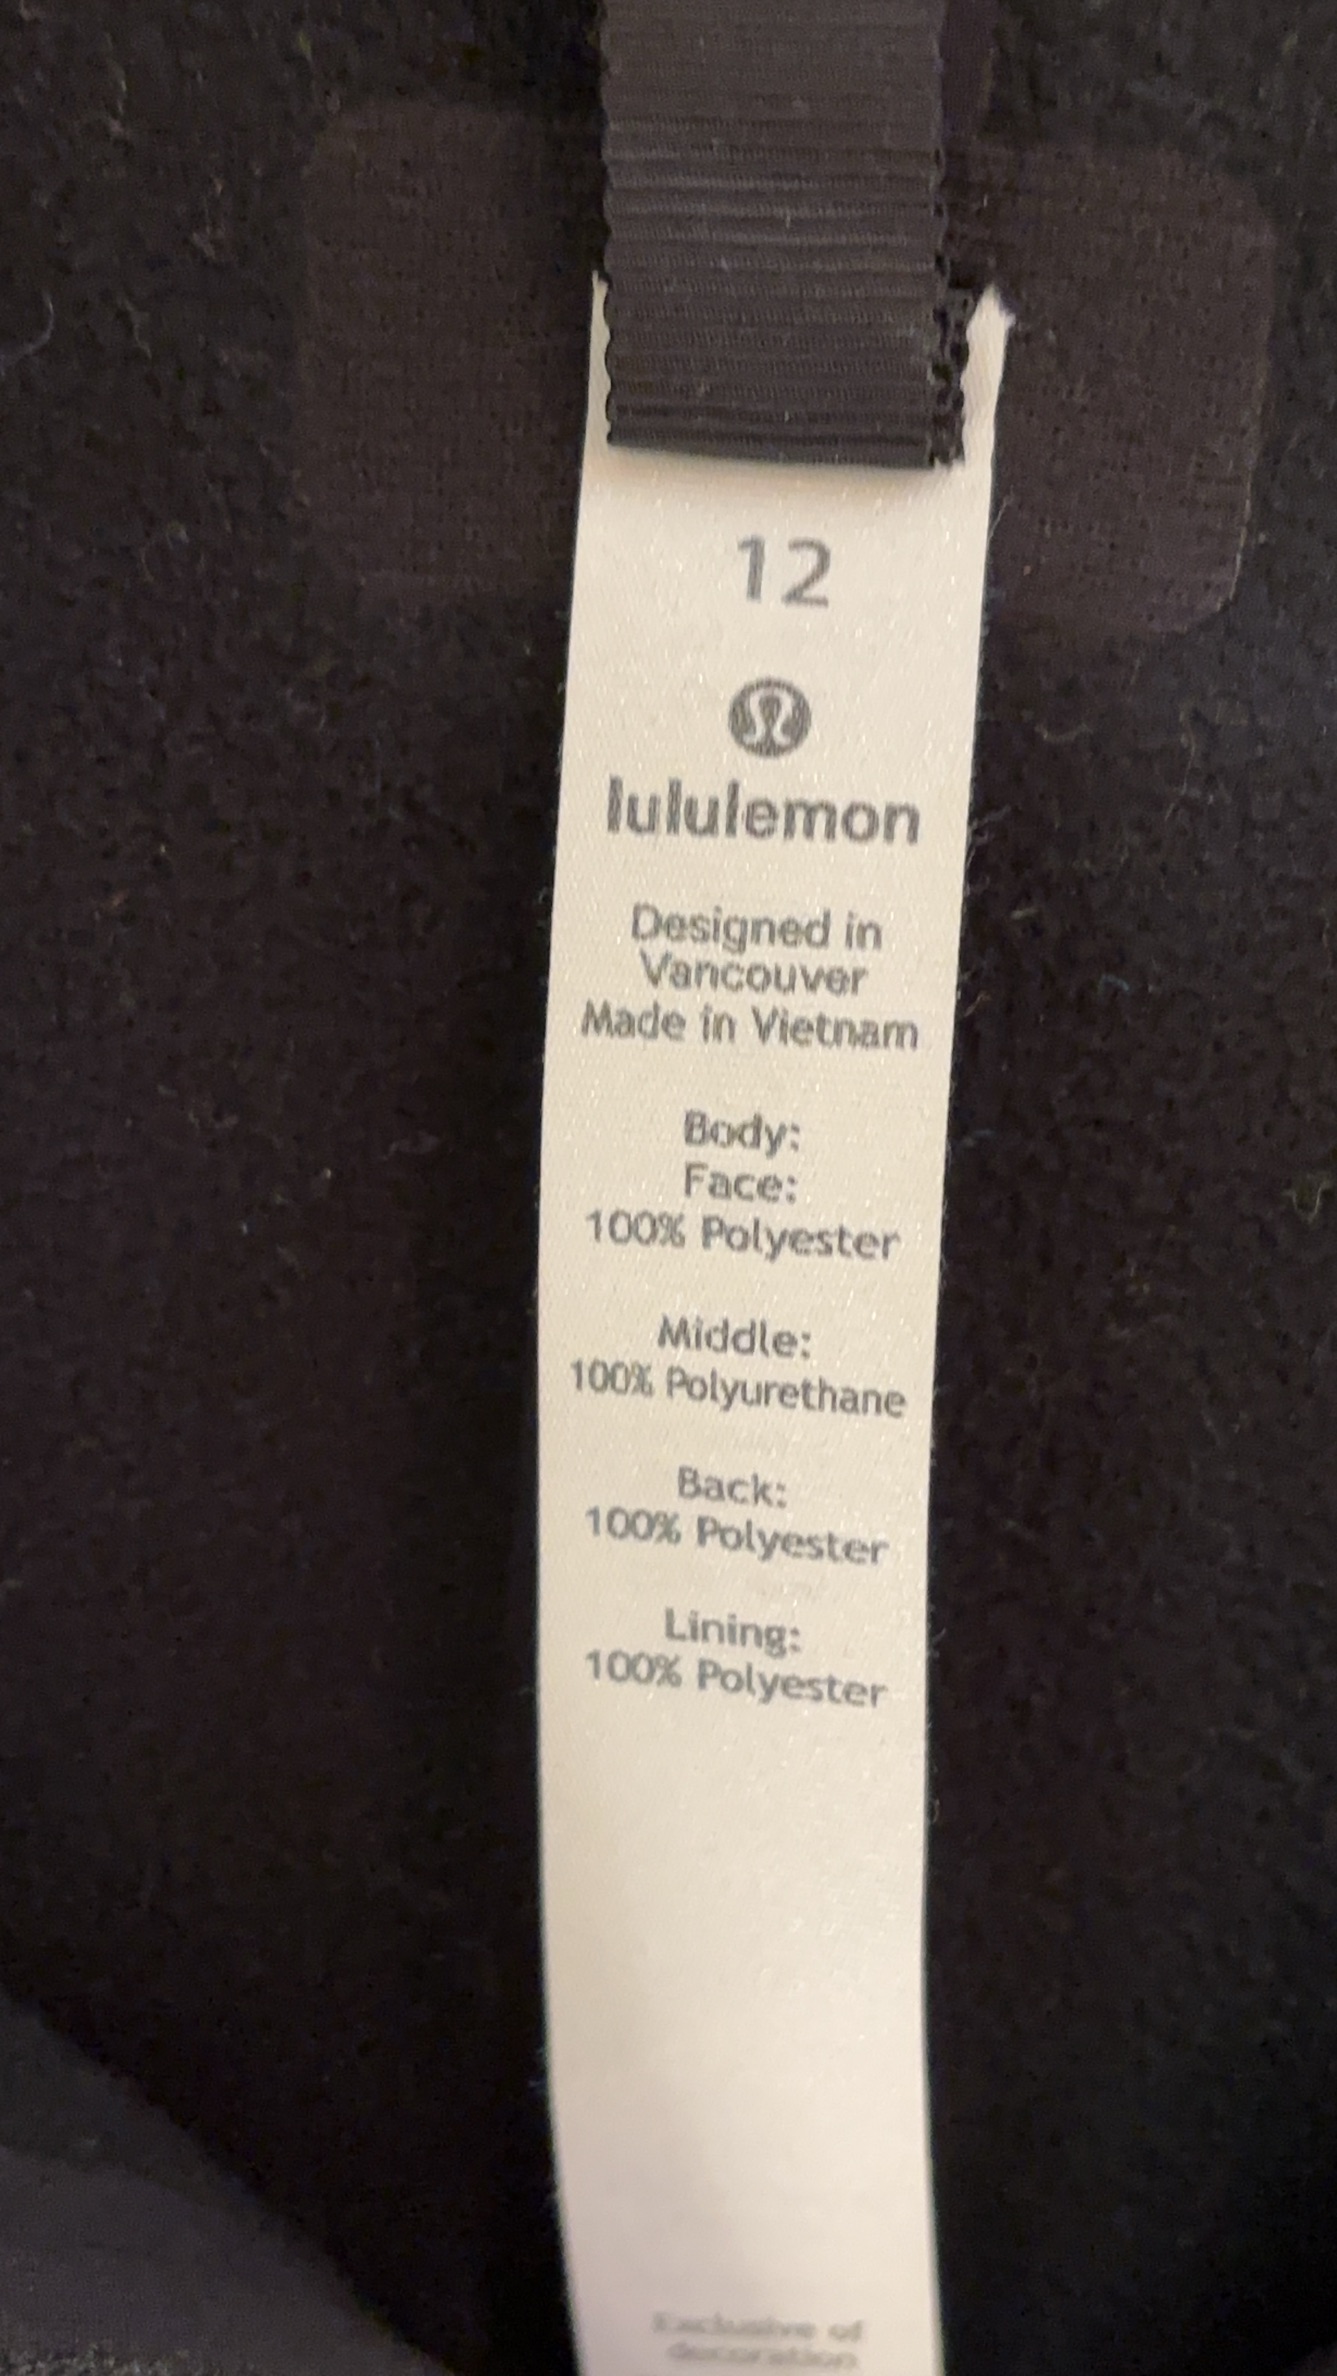 12
lululemon
Designed in
Vancouver
Made in Vietnam
Body:
Face:
100% Polyester
Middle:
100% Polyurethane
Back:
100% Polyester
Lining:
100% Polyester
Exclusive of
decoration